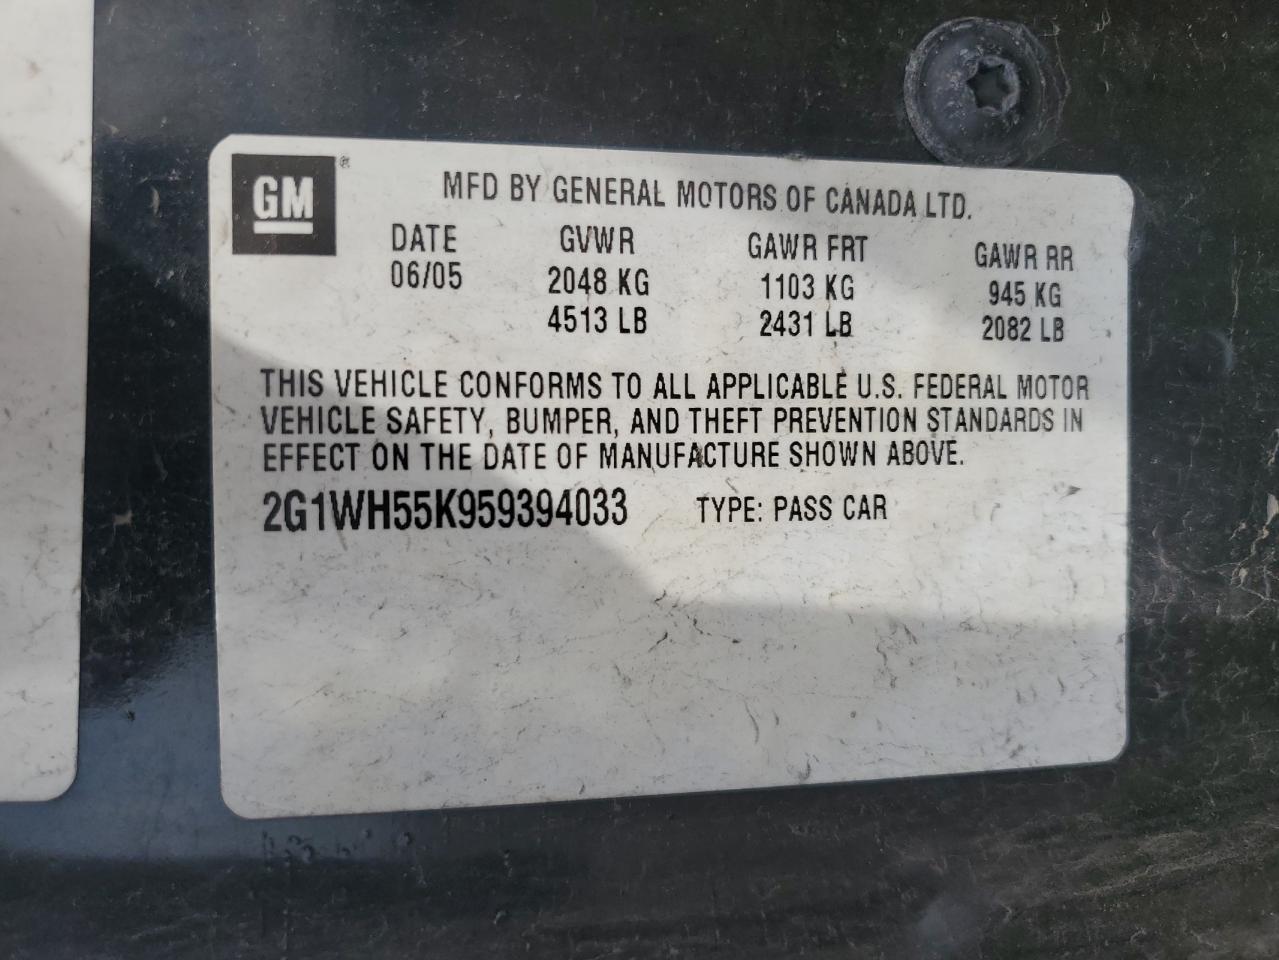 GM ®
MFD BY GENERAL MOTORS OF CANADA LTD.
DATE GVWR GAWR FRT GAWR RR
06/05 2048 KG 1103 KG 945 KG
4513 LB 2431 LB 2082 LB
THIS VEHICLE CONFORMS TO ALL APPLICABLE U.S. FEDERAL MOTOR
VEHICLE SAFETY, BUMPER, AND THEFT PREVENTION STANDARDS IN
EFFECT ON THE DATE OF MANUFACTURE SHOWN ABOVE.
2G1WH55K959394033 TYPE: PASS CAR